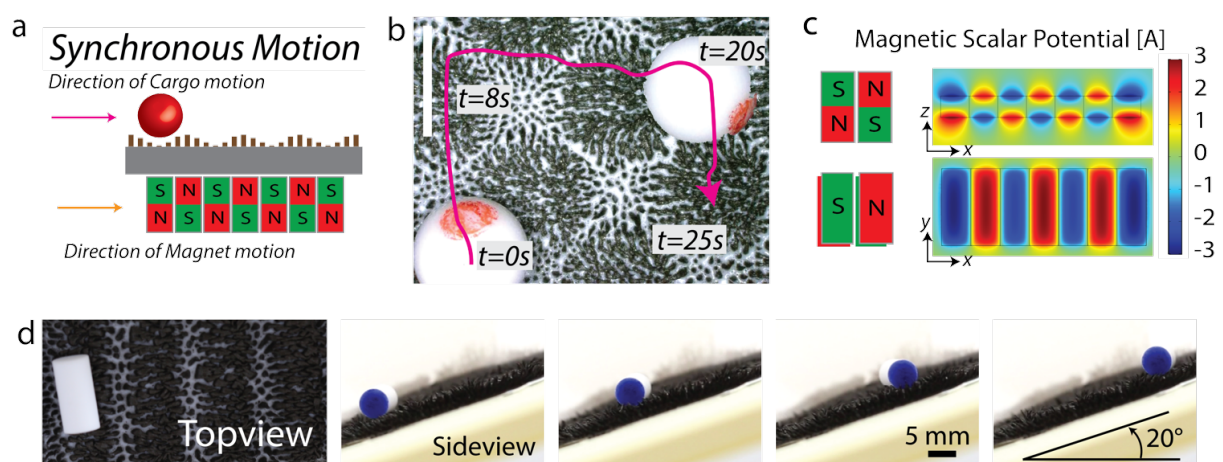 a
Synchronous Motion
Direction of Cargo motion
S N S N S N S
N S N S N S N
Direction of Magnet motion
b
t=20s
t=8s
t=25s
t=0s
c
Magnetic Scalar Potential [A]
S N
N S
z
x
S N
y
x
3
2
1
0
-1
-2
-3
d
Topview
Sideview
5 mm
20°